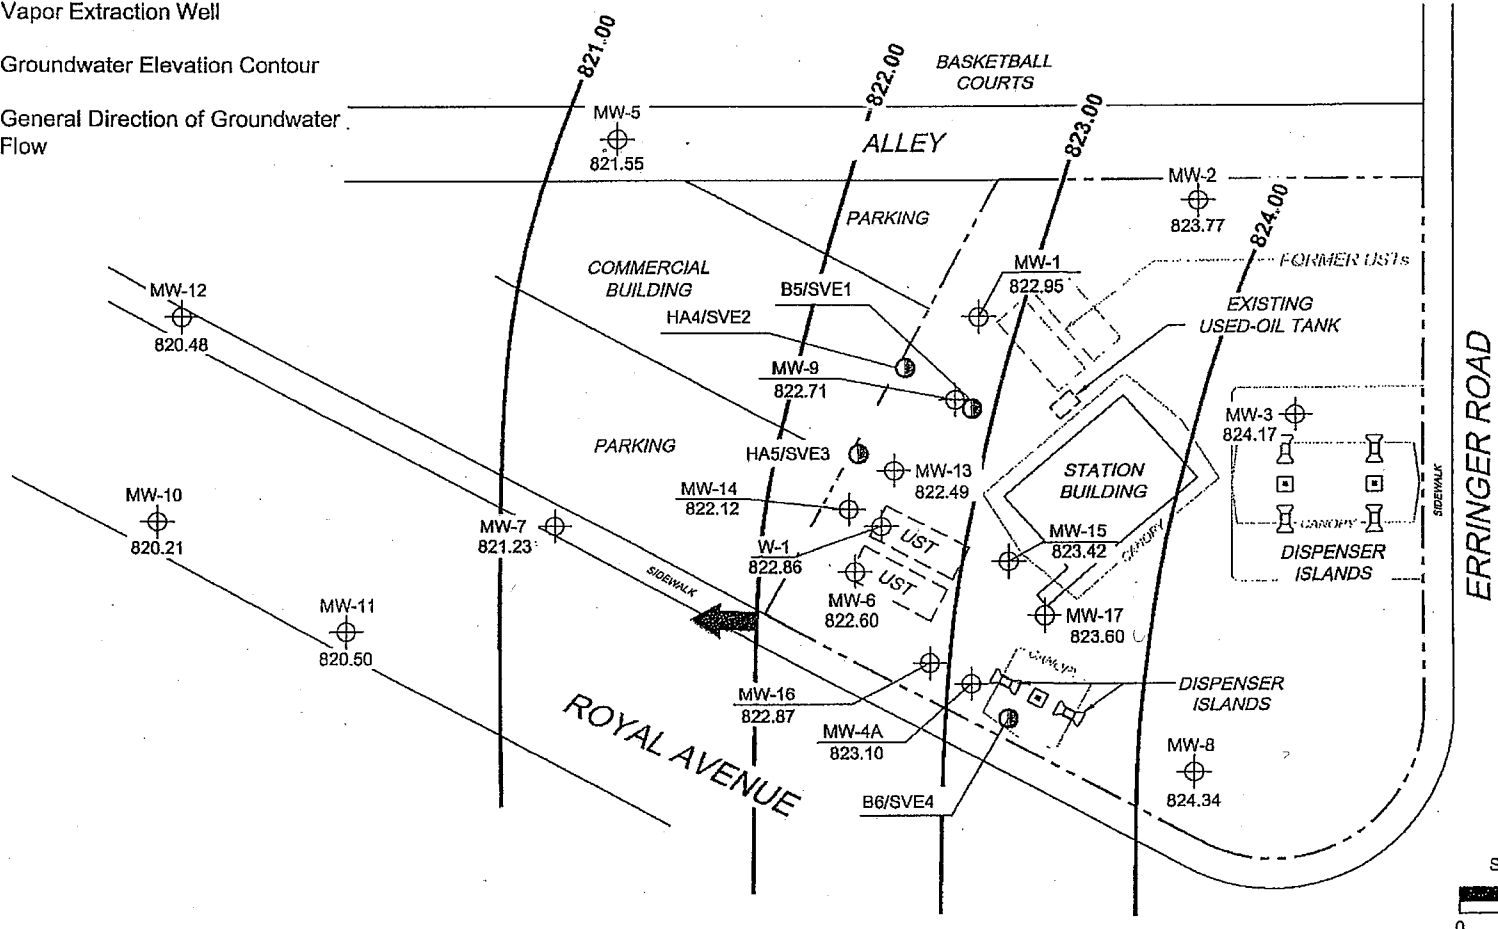 Vapor Extraction Well
Groundwater Elevation Contour
General Direction of Groundwater
Flow
821.00
822.00
BASKETBALL
COURTS
823.00
MW-5
821.55
ALLEY
MW-2
823.77
824.00
PARKING
MW-1
822.95
FORMER USTs
COMMERCIAL
BUILDING
B5/SVE1
HA4/SVE2
EXISTING
USED-OIL TANK
MW-12
820.48
MW-9
822.71
MW-3
824.17
ERRINGER ROAD
SIDEWALK
PARKING
HA5/SVE3
MW-13
822.49
STATION
BUILDING
MW-14
822.12
MW-10
820.21
MW-7
821.23
W-1
822.86
UST
UST
MW-15
823.42
CANOPY
CANOPY
DISPENSER
ISLANDS
SIDEWALK
MW-6
822.60
MW-11
820.50
MW-17
823.60
CANOPY
MW-16
822.87
DISPENSER
ISLANDS
ROYAL AVENUE
MW-4A
823.10
MW-8
824.34
B6/SVE4
S
0